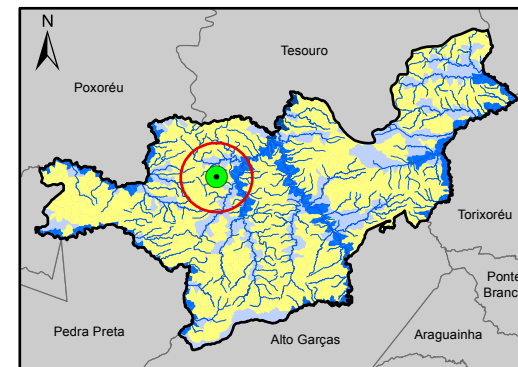 N
Tesouro
Poxoréu
Torixoréu
Ponte
Branc
Pedra Preta
Alto Garças
Araguainha